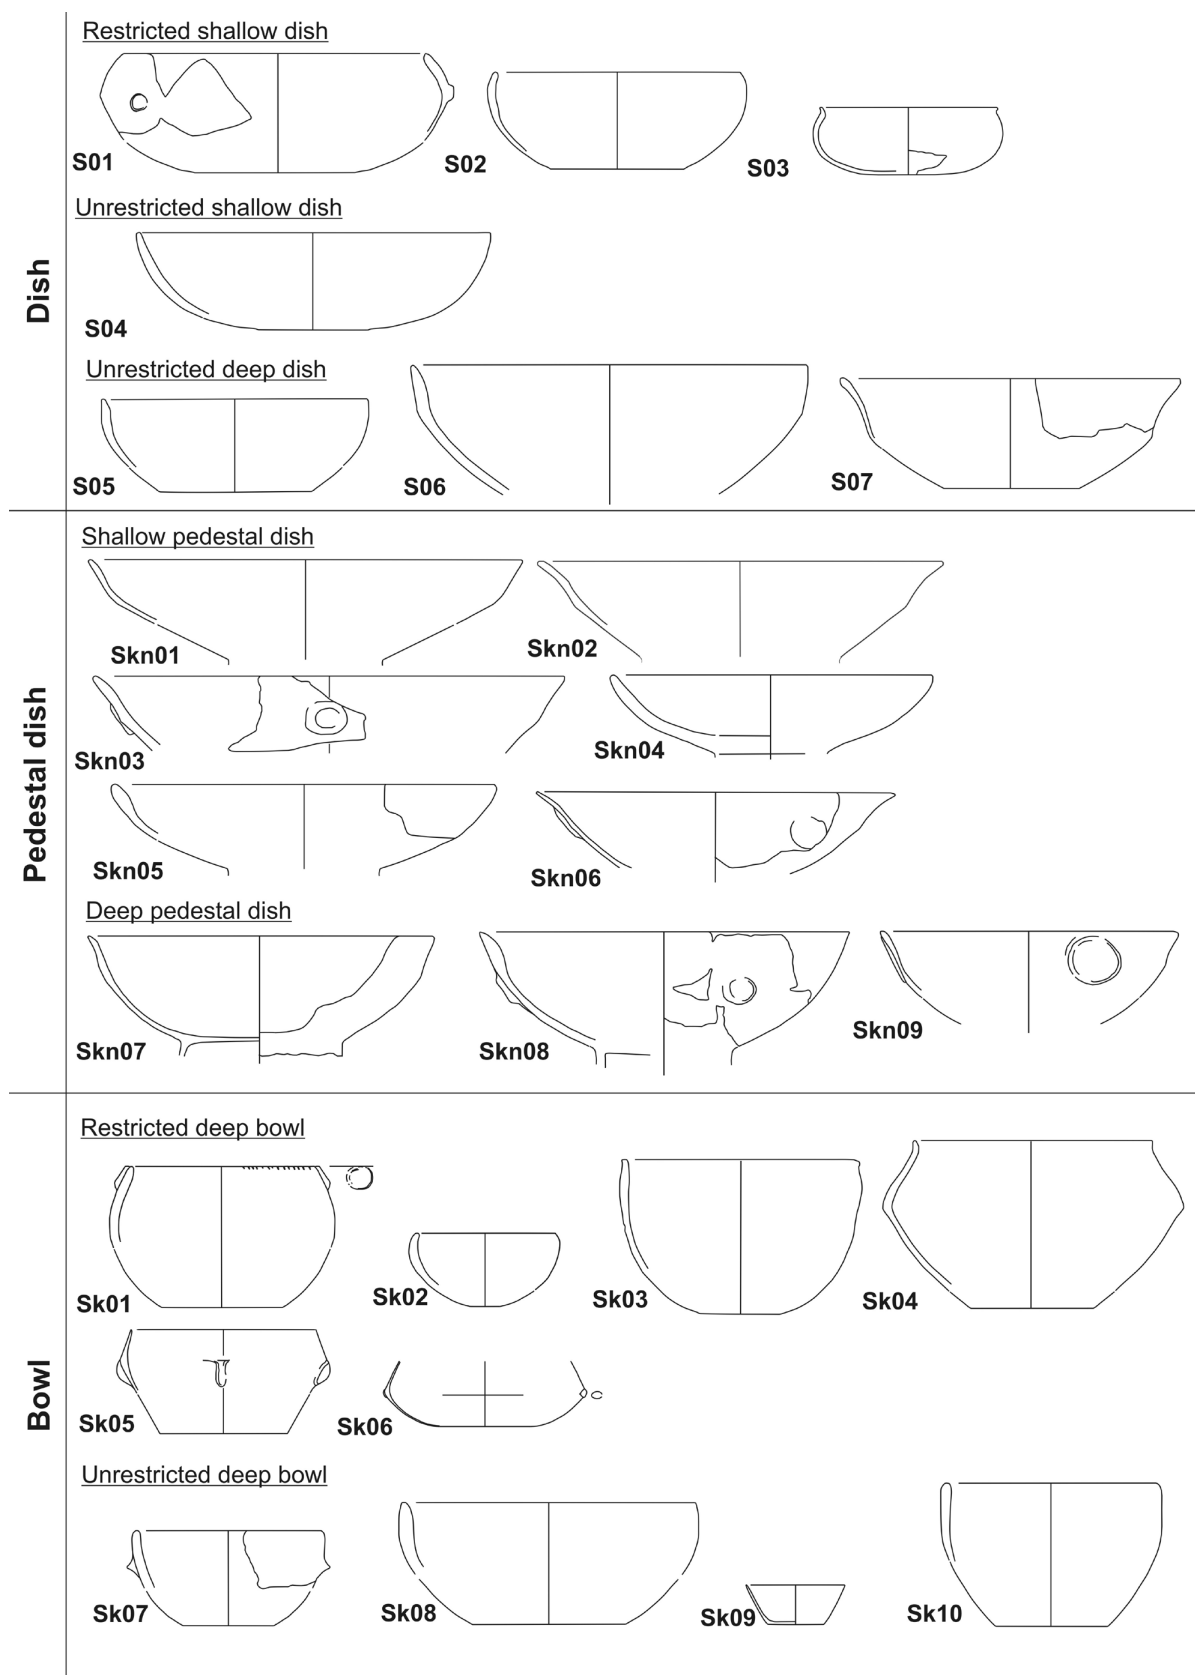 Dish
Restricted shallow dish
S01
S02
S03
Unrestricted shallow dish
S04
Unrestricted deep dish
S05
S06
S07
Pedestal dish
Shallow pedestal dish
Skn01
Skn02
Skn03
Skn04
Skn05
Skn06
Deep pedestal dish
Skn07
Skn08
Skn09
Bowl
Restricted deep bowl
Sk01
Sk02
Sk03
Sk04
Sk05
Sk06
Unrestricted deep bowl
Sk07
Sk08
Sk09
Sk10